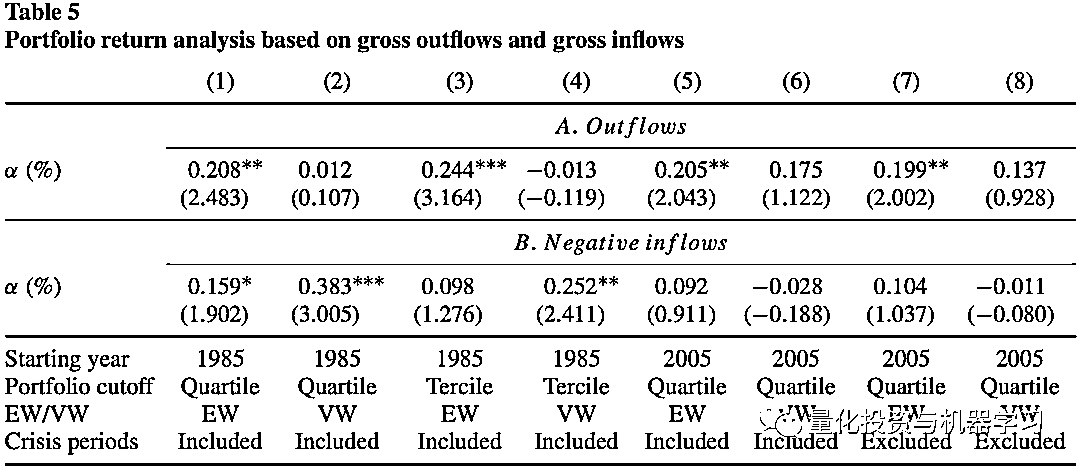 Table 5
Portfolio return analysis based on gross outflows and gross inflows
(1) (2) (3) (4) (5) (6) (7) (8)
A. Outflows
α (%) 0.208** 0.012 0.244*** −0.013 0.205** 0.175 0.199** 0.137
(2.483) (0.107) (3.164) (−0.119) (2.043) (1.122) (2.002) (0.928)
B. Negative inflows
α (%) 0.159* 0.383*** 0.098 0.252** 0.092 −0.028 0.104 −0.011
(1.902) (3.005) (1.276) (2.411) (0.911) (−0.188) (1.037) (−0.080)
Starting year 1985 1985 1985 1985 2005 2005 2005 2005
Portfolio cutoff Quartile Quartile Tercile Tercile Quartile Quartile Quartile Quartile
EW/VW EW VW EW VW EW VW EW VW
Crisis periods Included Included Included Included Included Included Excluded Excluded
量化投资与机器学习